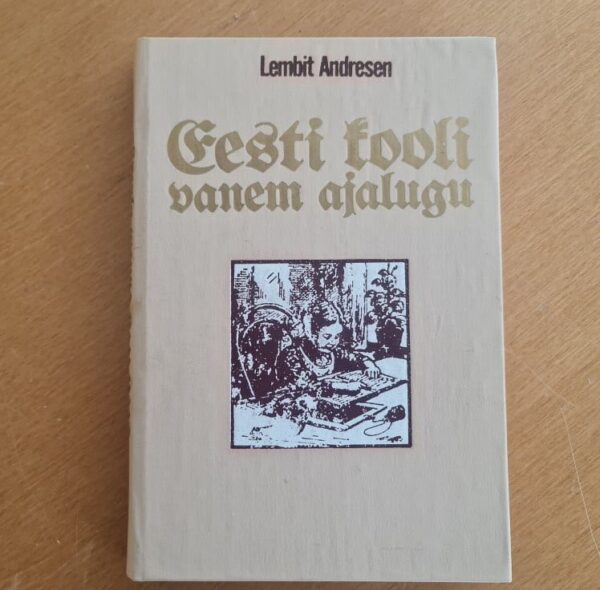 Lembit Andresen
Eesti kooli
vanem ajalugu